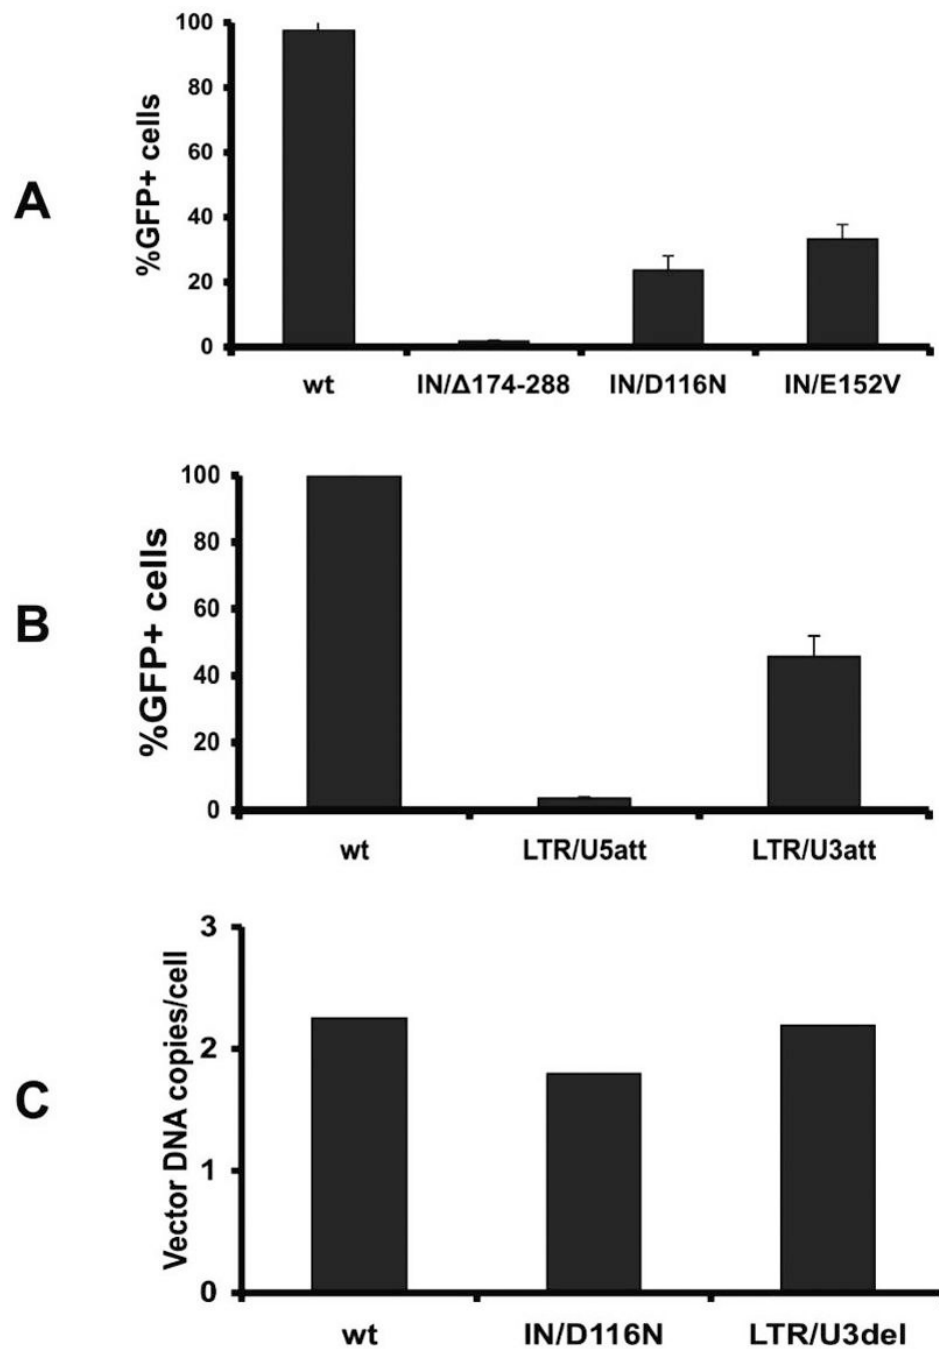 A
%GFP+ cells
100
80
60
40
20
0
wt IN/Δ174-288 IN/D116N IN/E152V
B
%GFP+ cells
100
80
60
40
20
0
wt LTR/U5att LTR/U3att
C
Vector DNA copies/cell
3
2
1
0
wt IN/D116N LTR/U3del